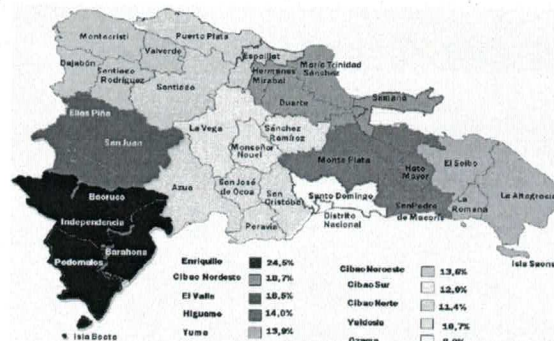 Puerto Plata
Montecristi
Espaillat
María Trinidad
Sánchez
Valverde
Hermanas
Mirabal
Dajabón
Santiago
Rodríguez
Santiago
Duarte
Samaná
Elías Piña
La Vega
Sánchez
Ramírez
San Juan
Monseñor
Nouel
Monte Plata
Hato
Mayor
El Seibo
La Altagracia
Azua
San José
de Ocoa
San
Cristóbal
Santo Domingo
San Pedro
de Macorís
La
Romana
Baoruco
Independencia
Peravia
Distrito
Nacional
Barahona
Pedernales
Isla Saona
Enriquillo 24,5%
Cibao Nordeste 18,7%
El Valle 18,5%
Higuamo 14,0%
Yuma 13,9%
Cibao Noroeste 13,6%
Cibao Sur
Cibao Norte 11,4%
Valdesia 10,7%
Isla Beata
Ozama